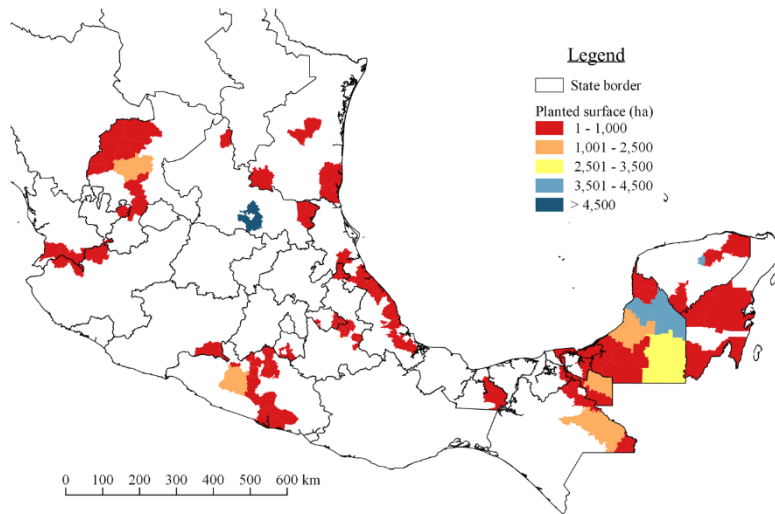 Legend
State border
Planted surface (ha)
1 - 1,000
1,001 - 2,500
2,501 - 3,500
3,501 - 4,500
> 4,500
0 100 200 300 400 500 600 km